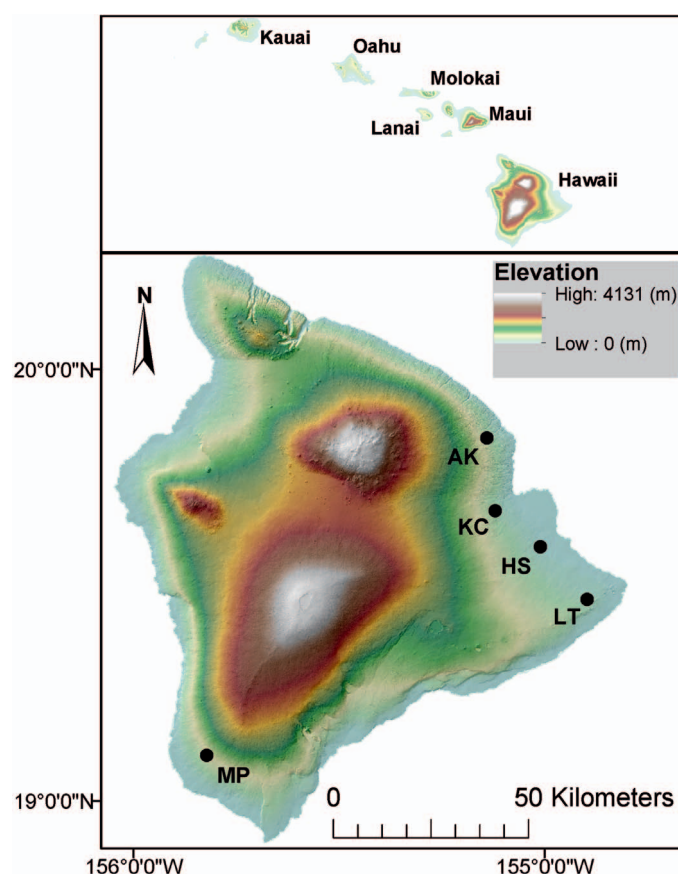 Kauai
Oahu
Molokai
Maui
Lanai
Hawaii
Elevation
High: 4131 (m)
Low : 0 (m)
N
20°0'0"N
AK
KC
HS
LT
MP
0 50 Kilometers
19°0'0"N
156°0'0"W 155°0'0"W